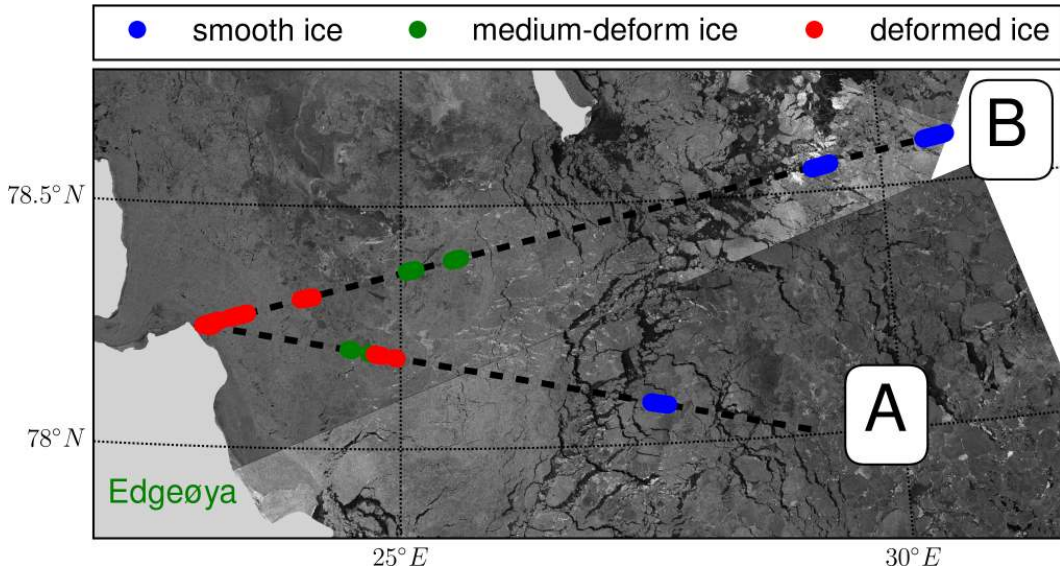 smooth ice medium-deform ice deformed ice
B
78.5°N
A
78°N
Edgeøya
25°E 30°E